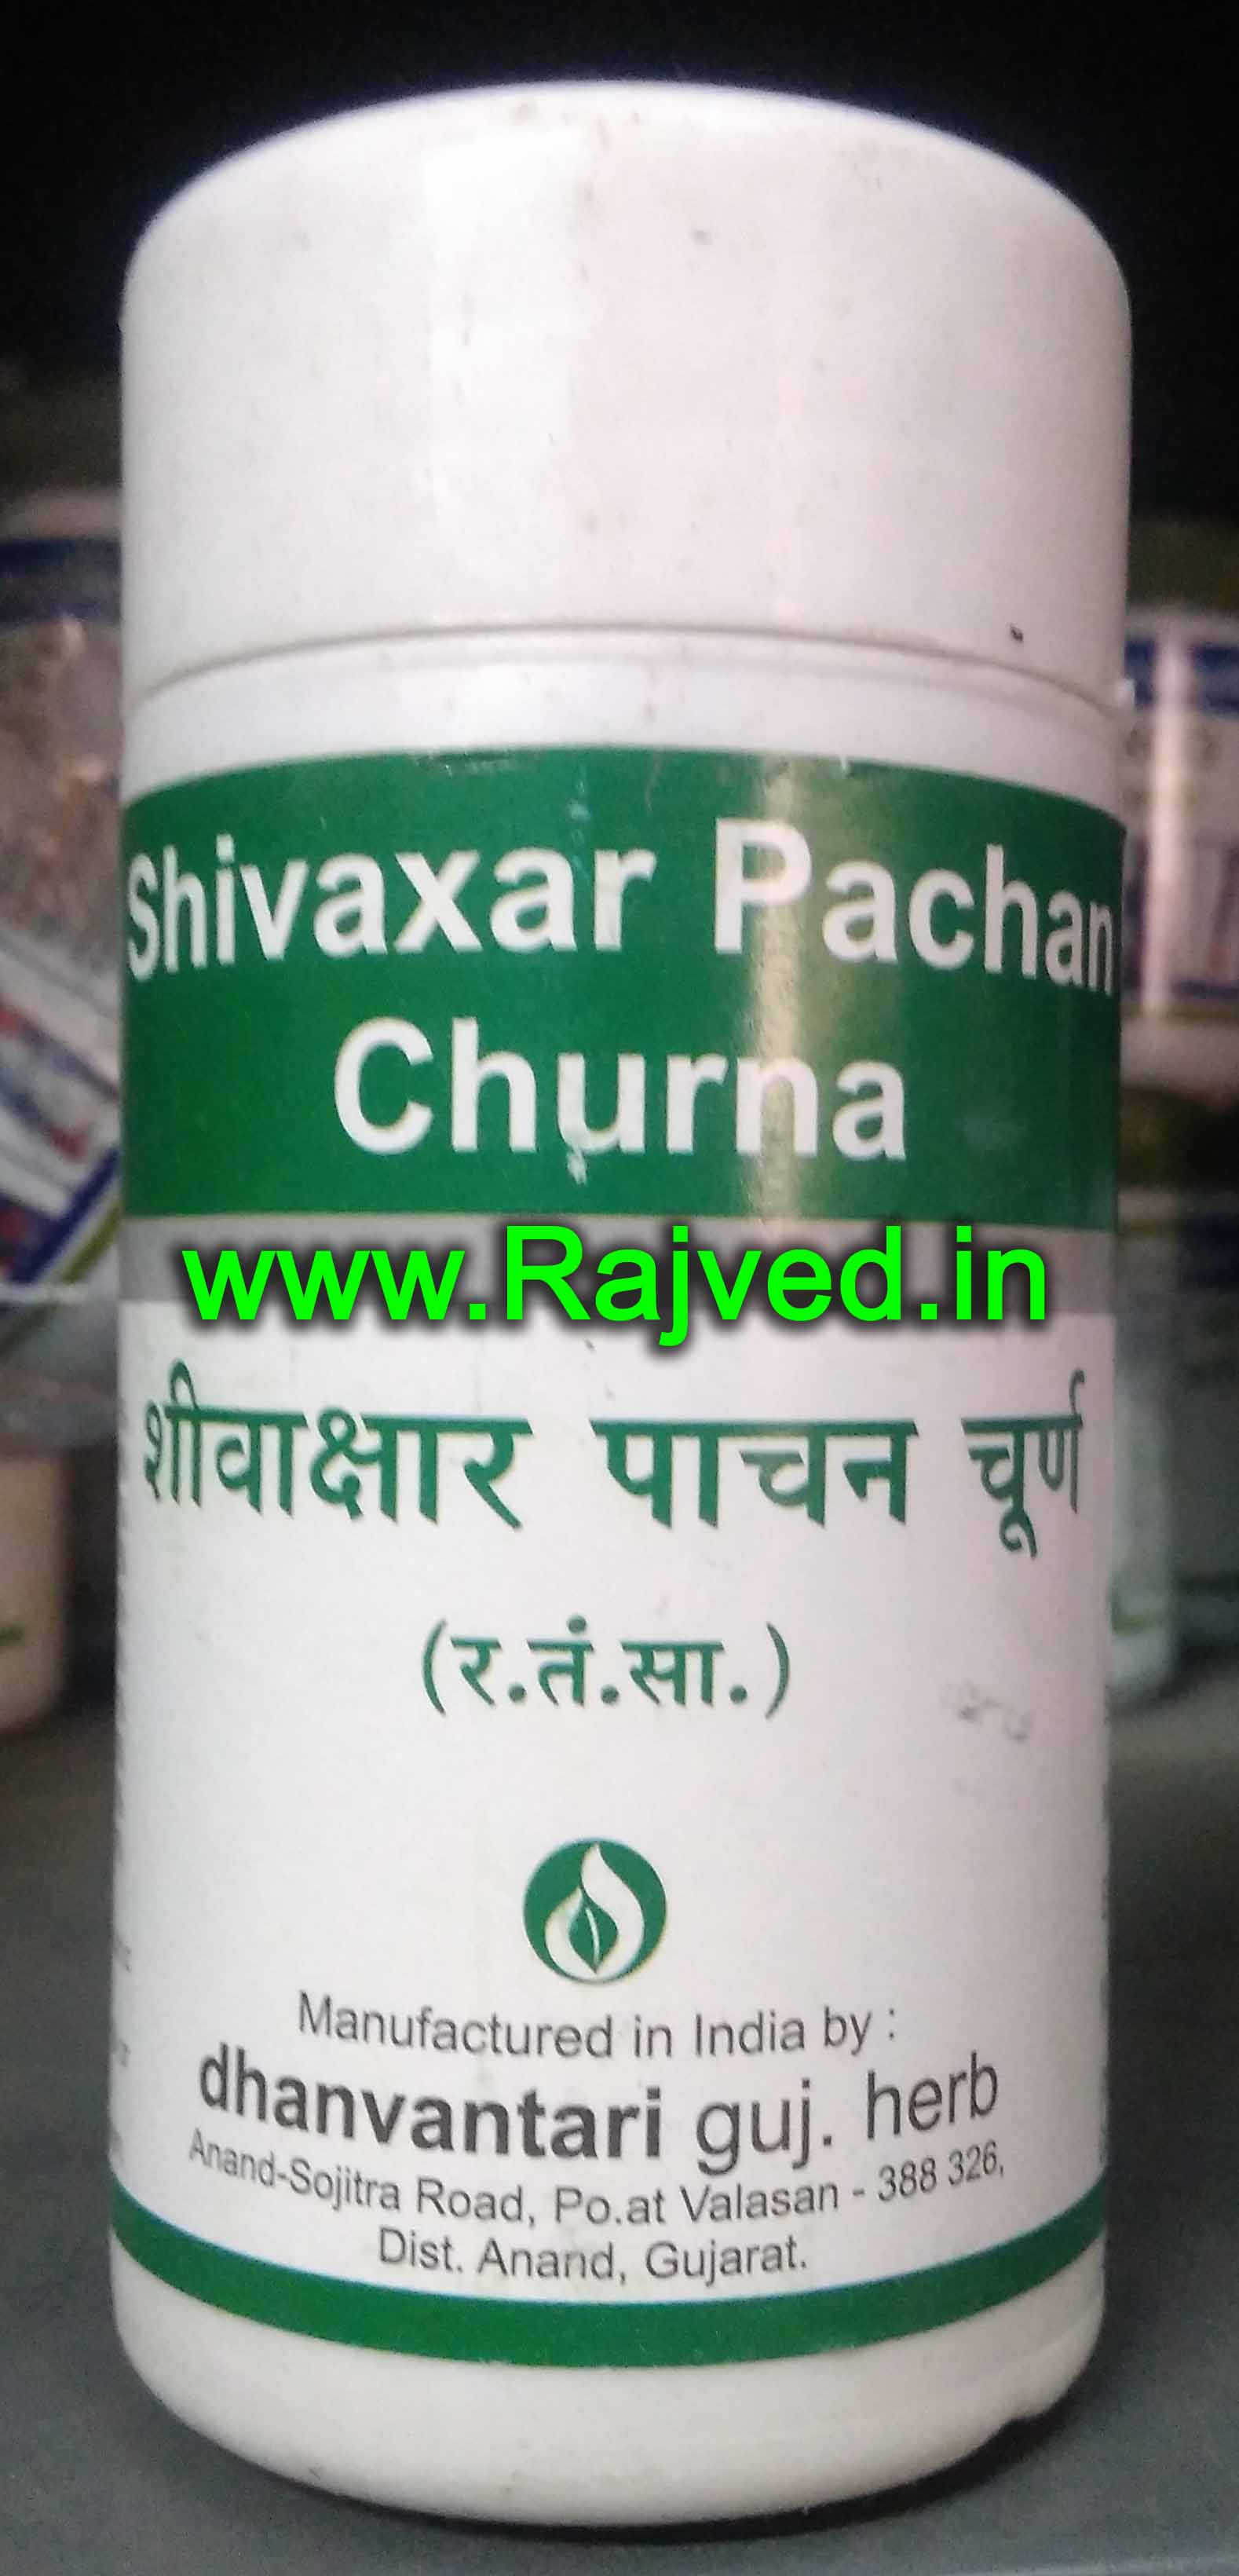 Shivaxar Pachan
Churna
www.Rajved.in
शीवाक्षार पाचन चूर्ण
(र.तं.सा.)
Manufactured in India by :
dhanvantari guj. herb
Anand-Sojitra Road, Po.at Valasan - 388 326,
Dist. Anand, Gujarat.